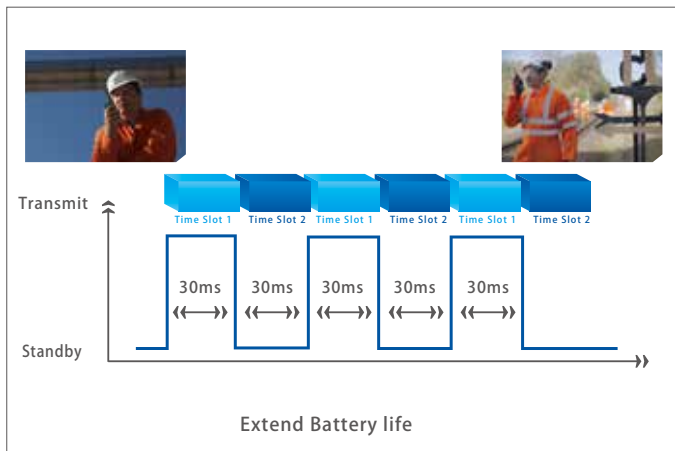 Transmit
Time Slot 1
Time Slot 2
Time Slot 1
Time Slot 2
Time Slot 1
Time Slot 2
30ms
30ms
30ms
30ms
30ms
Standby
Extend Battery life